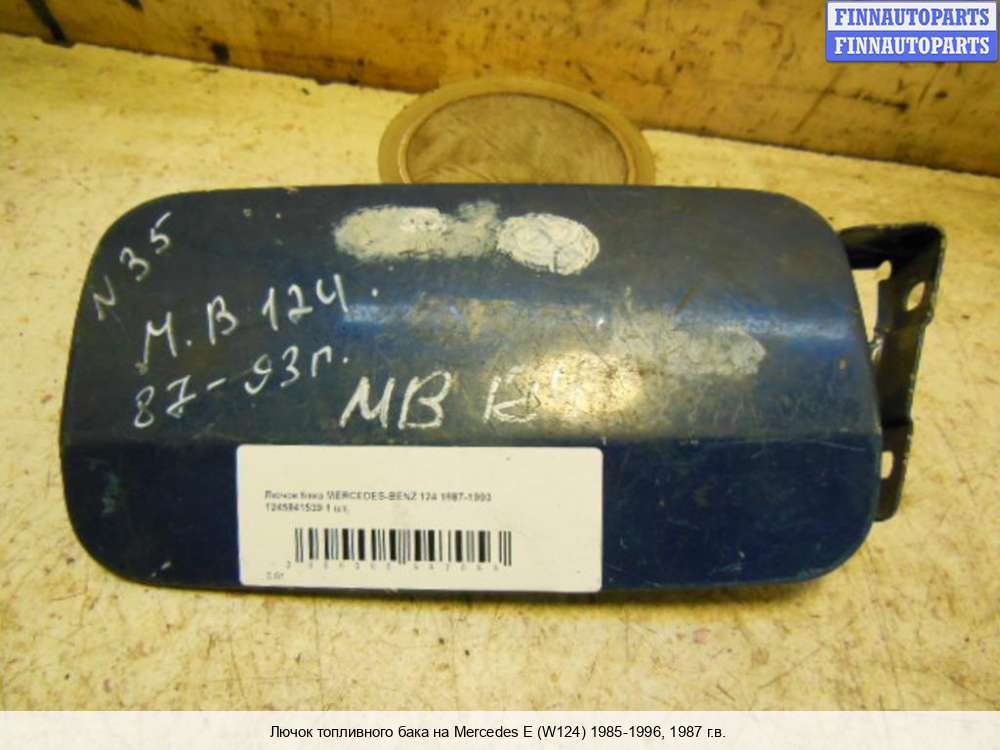 FINNAUTOPARTS
FINNAUTOPARTS
N 35
М.В 124.
87-93г.
MB
Лючок бака MERCEDES-BENZ 124 1987-1993
1 шт.
Лючок топливного бака на Mercedes E (W124) 1985-1996, 1987 г.в.